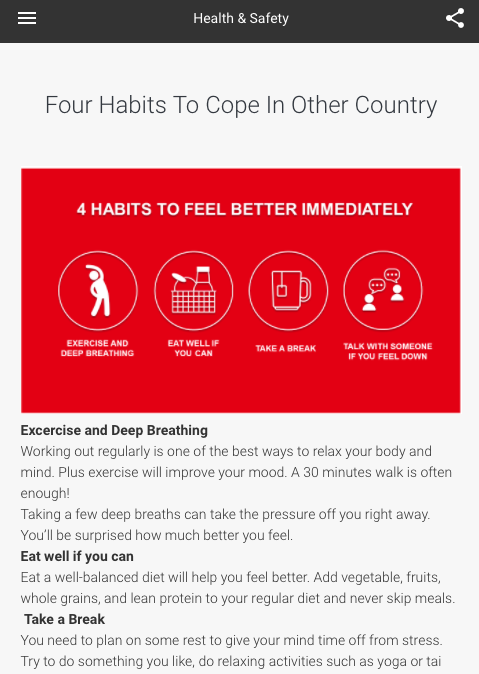 Health & Safety
Four Habits To Cope In Other Country
4 HABITS TO FEEL BETTER IMMEDIATELY
EXERCISE AND
DEEP BREATHING
EAT WELL IF
YOU CAN
TAKE A BREAK
TALK WITH SOMEONE
IF YOU FEEL DOWN
Excercise and Deep Breathing
Working out regularly is one of the best ways to relax your body and
mind. Plus exercise will improve your mood. A 30 minutes walk is often
enough!
Taking a few deep breaths can take the pressure off you right away.
You’ll be surprised how much better you feel.
Eat well if you can
Eat a well-balanced diet will help you feel better. Add vegetable, fruits,
whole grains, and lean protein to your regular diet and never skip meals.
Take a Break
You need to plan on some rest to give your mind time off from stress.
Try to do something you like, do relaxing activities such as yoga or tai